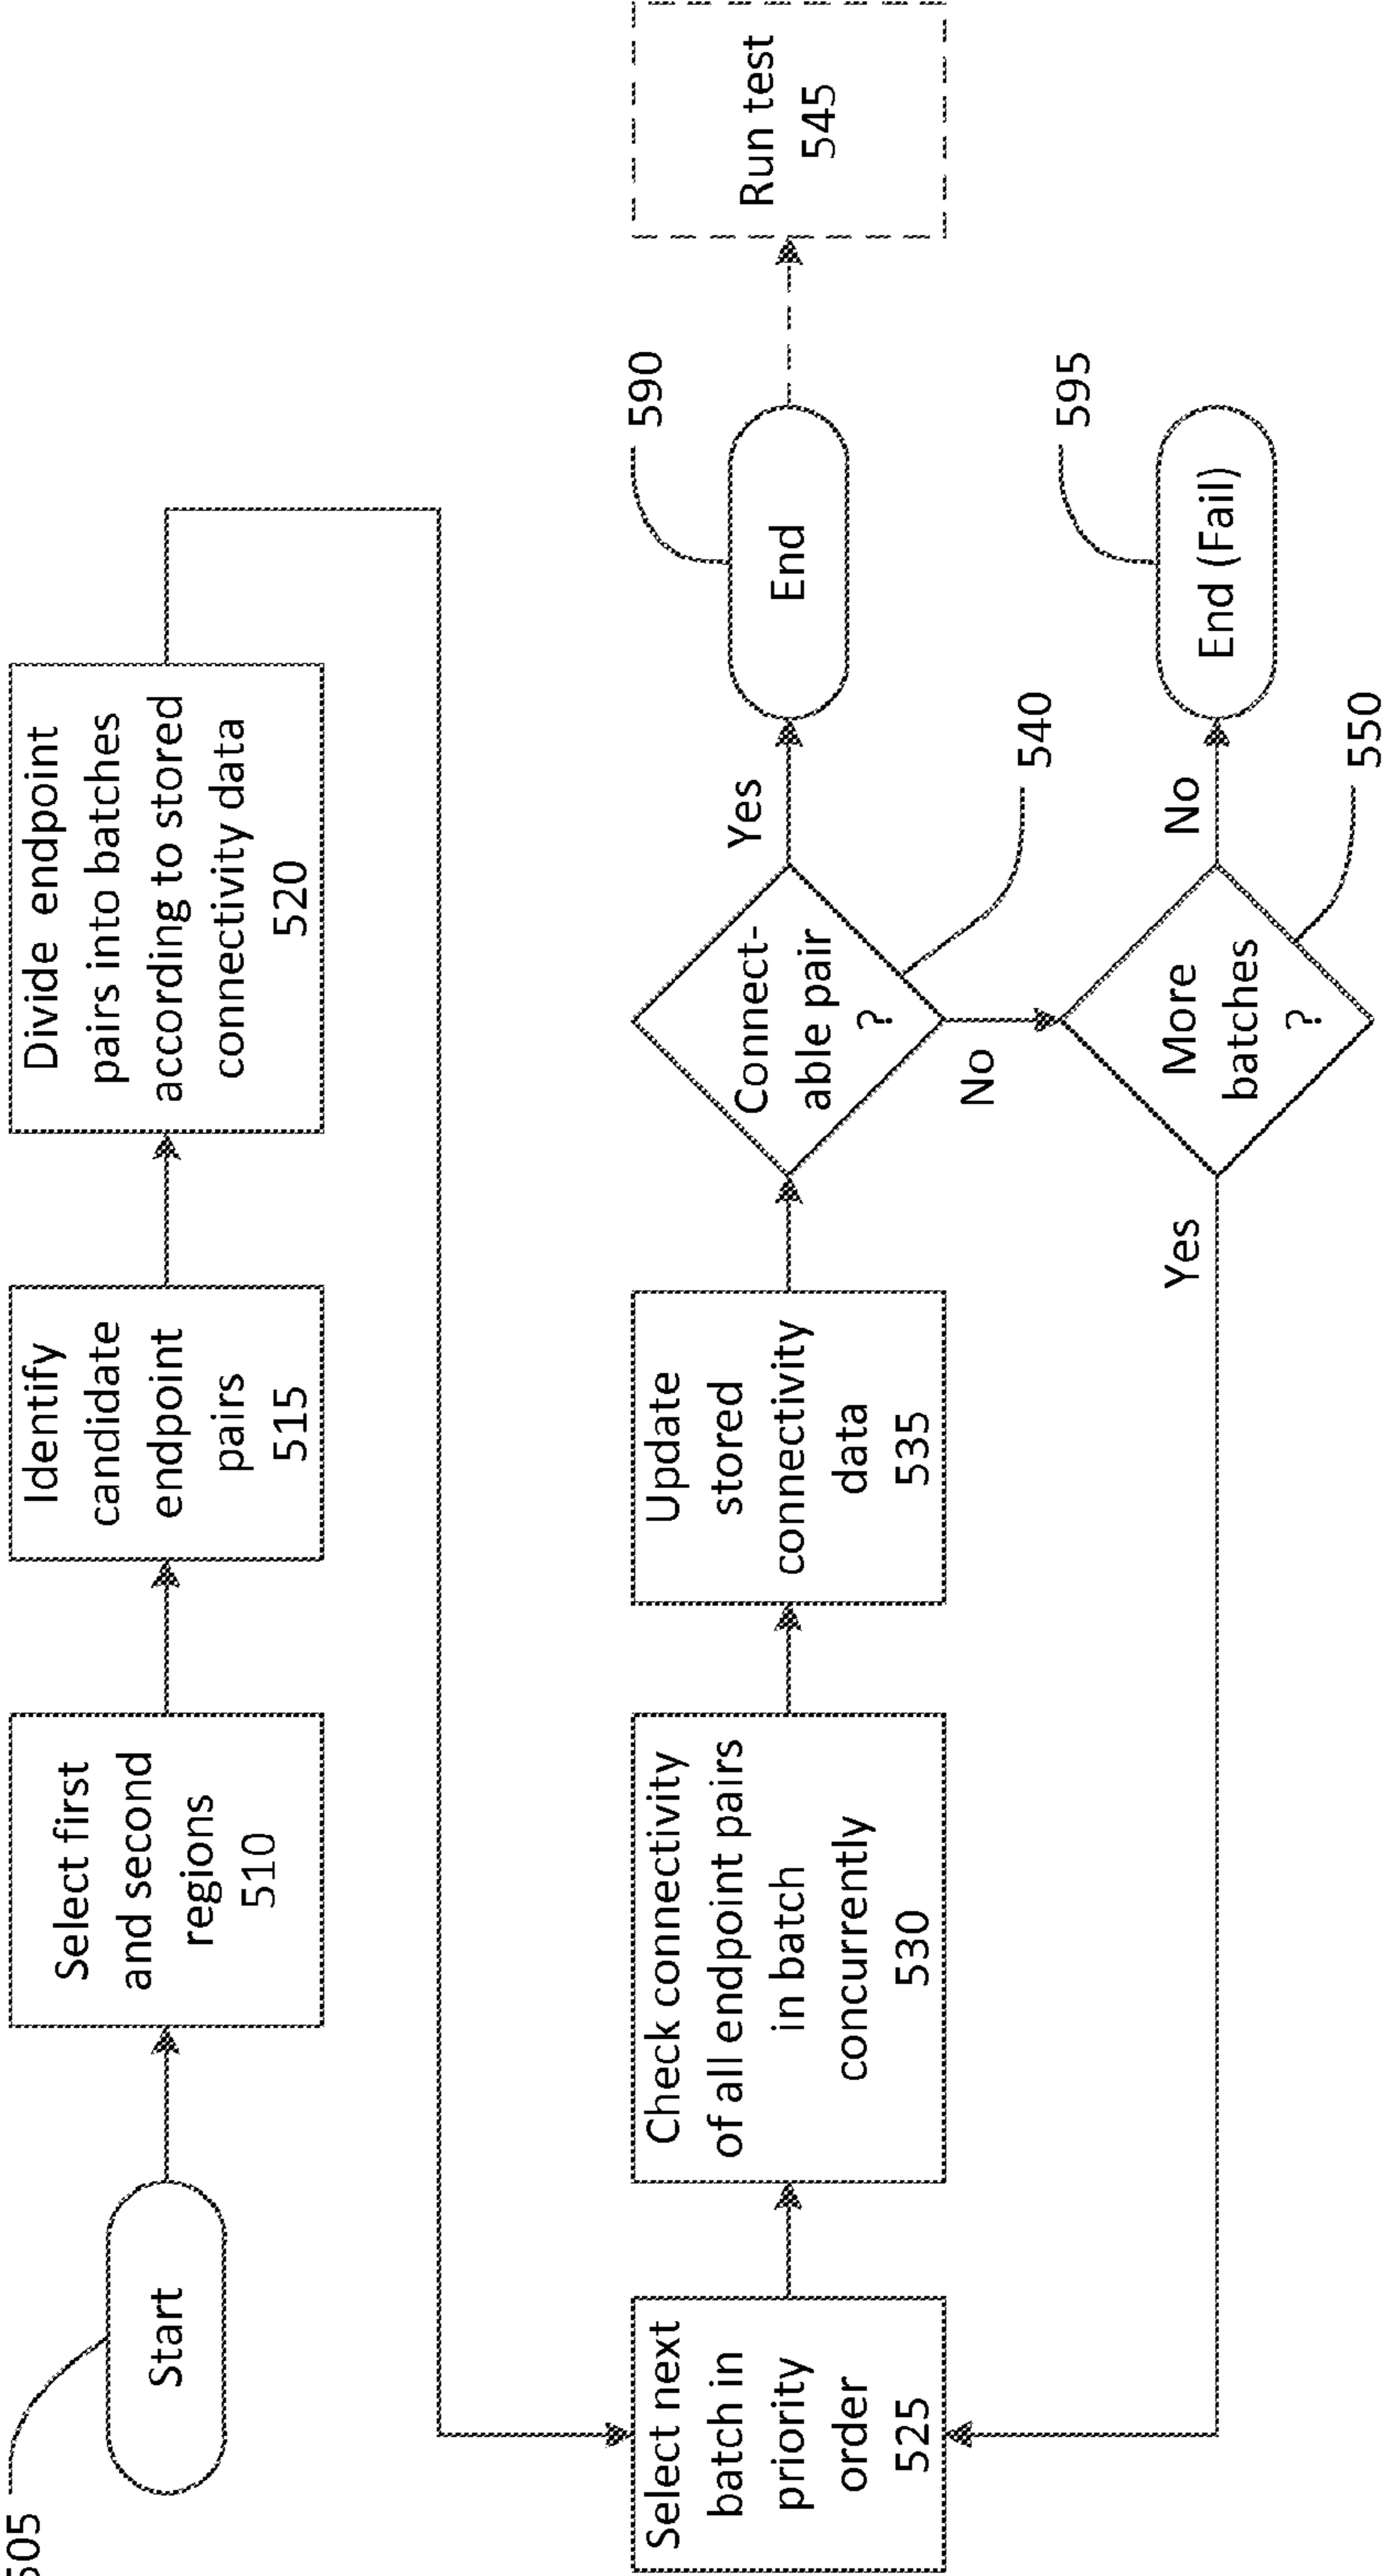 505
Start
Select first
and second
regions
510
Identify
candidate
endpoint
pairs
515
Divide endpoint
pairs into batches
according to stored
connectivity data
520
Select next
batch in
priority
order
525
Check connectivity
of all endpoint pairs
in batch
concurrently
530
Update
stored
connectivity
data
535
Connect-
able pair
?
540
Yes
No
End
590
Run test
545
More
batches
?
550
Yes
No
End (Fail)
595